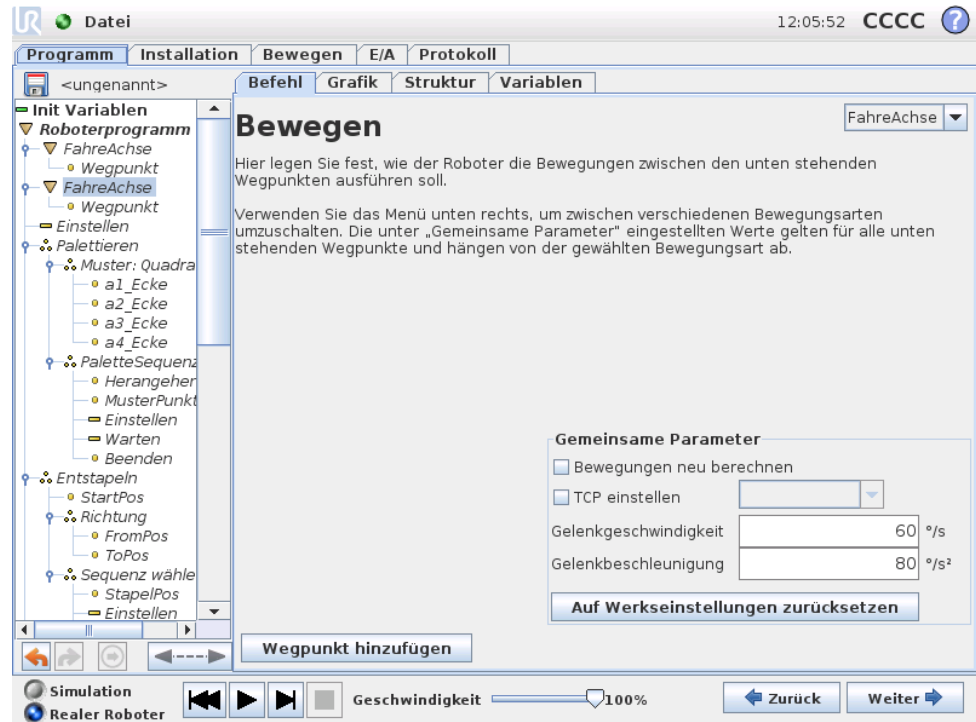 UR Datei 12:05:52 CCCC ?
Programm Installation Bewegen E/A Protokoll
<ungenannt>
Befehl Grafik Struktur Variablen
Init Variablen
Roboterprogramm
FahreAchse
Wegpunkt
FahreAchse
Wegpunkt
Einstellen
Palettieren
Muster: Quadra
a1_Ecke
a2_Ecke
a3_Ecke
a4_Ecke
PaletteSequenz
Herangehen
MusterPunkt
Einstellen
Warten
Beenden
Entstapeln
StartPos
Richtung
FromPos
ToPos
Sequenz wähle
StapelPos
Einstellen
Bewegen
FahreAchse
Hier legen Sie fest, wie der Roboter die Bewegungen zwischen den unten stehenden
Wegpunkten ausführen soll.
Verwenden Sie das Menü unten rechts, um zwischen verschiedenen Bewegungsarten
umzuschalten. Die unter „Gemeinsame Parameter" eingestellten Werte gelten für alle unten
stehenden Wegpunkte und hängen von der gewählten Bewegungsart ab.
Gemeinsame Parameter
Bewegungen neu berechnen
TCP einstellen
Gelenkgeschwindigkeit 60 °/s
Gelenkbeschleunigung 80 °/s²
Auf Werkseinstellungen zurücksetzen
Wegpunkt hinzufügen
Simulation
Realer Roboter
Geschwindigkeit 100%
Zurück
Weiter